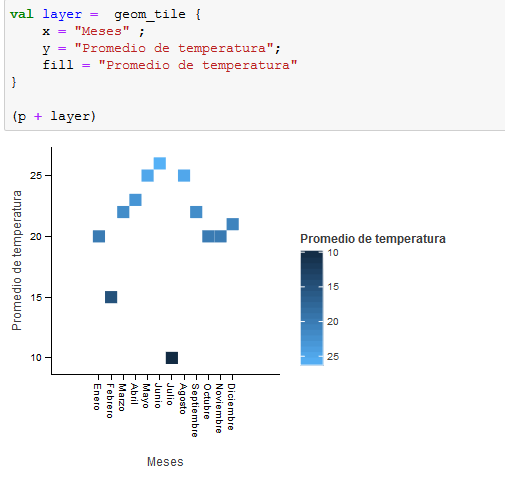 val layer =  geom_tile {
    x = "Meses" ;
    y = "Promedio de temperatura";
    fill = "Promedio de temperatura"
}
(p + layer)
Promedio de temperatura
25
20
15
10
Enero
Febrero
Marzo
Abril
Mayo
Junio
Julio
Agosto
Septiembre
Octubre
Noviembre
Diciembre
Meses
Promedio de temperatura
10
15
20
25